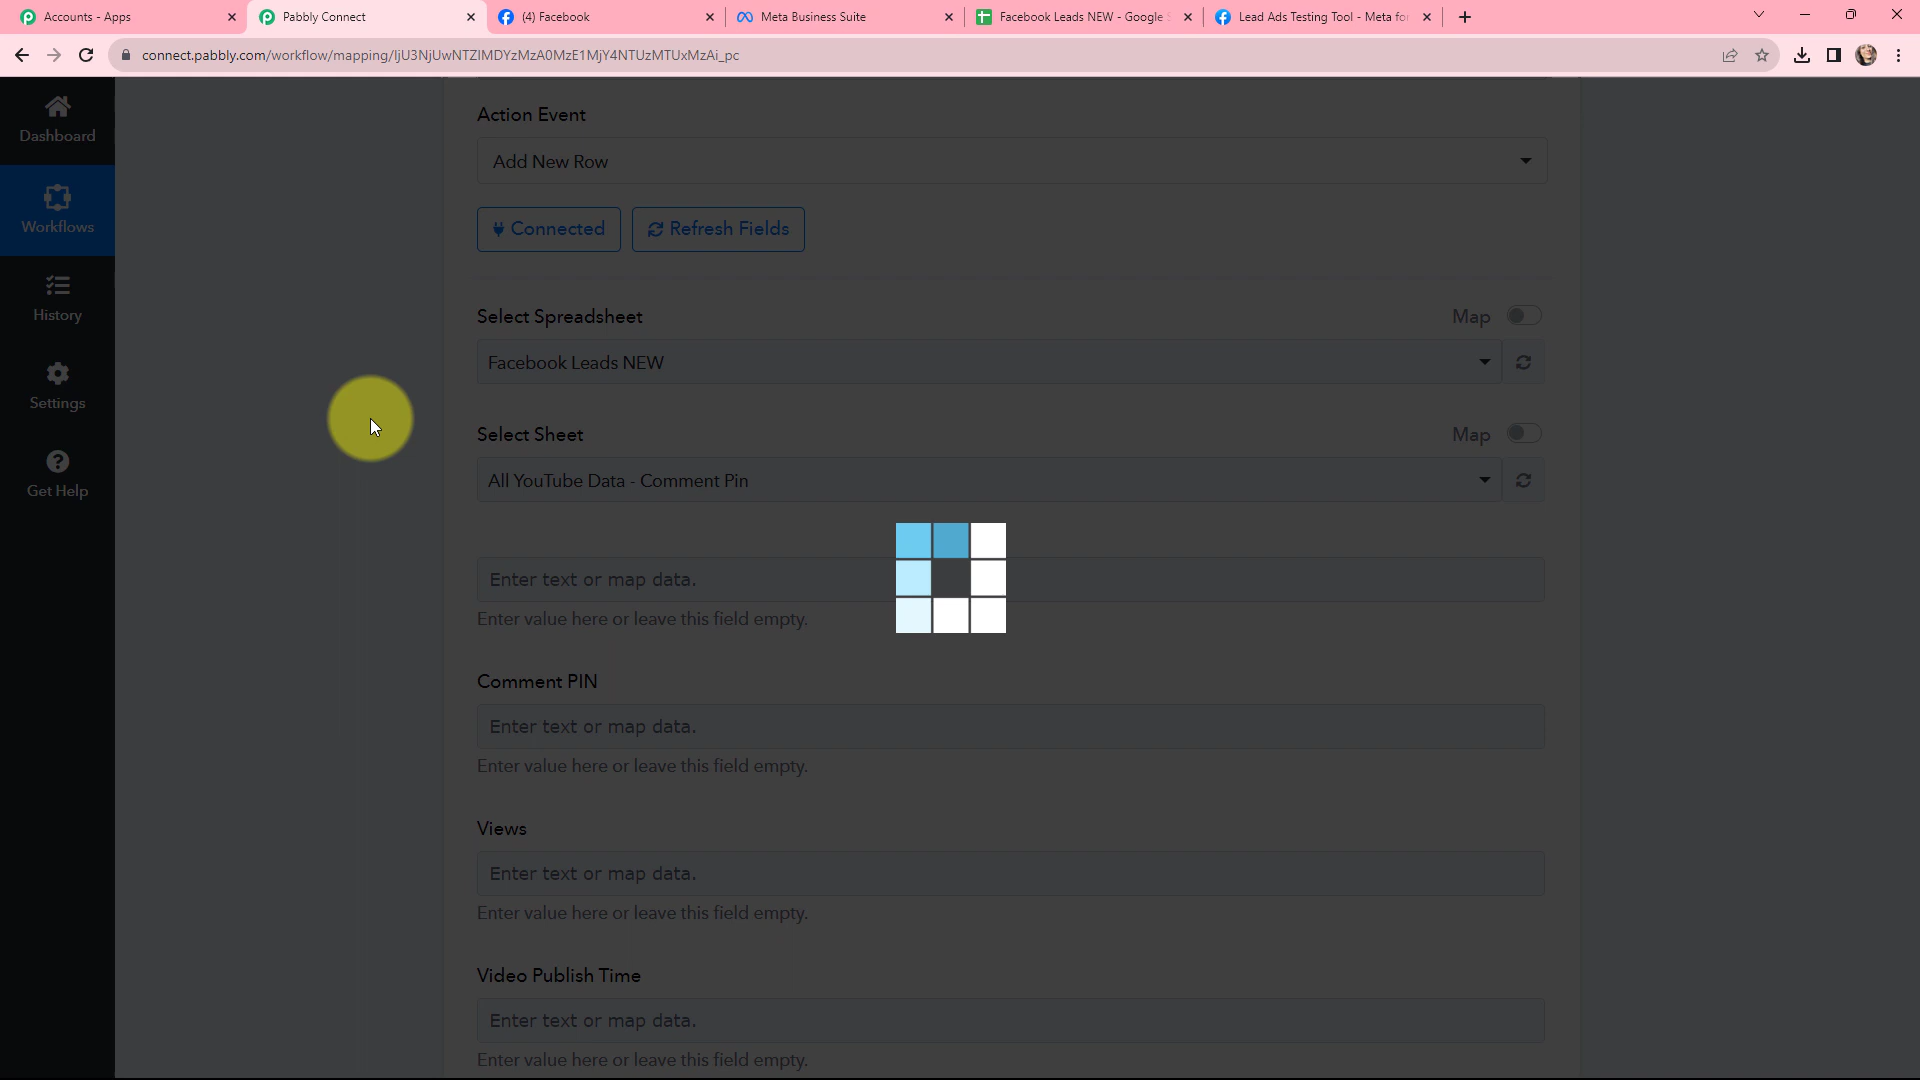 Accounts - Apps
Pabbly Connect
(4) Facebook
Meta Business Suite
Facebook Leads NEW - Google S
Lead Ads Testing Tool - Meta for
connect.pabbly.com/workflow/mapping/IjU3NjUwNTZlMDYzMzA0MzE1MjY4NTUzMTUxMzAi_pc
Dashboard
Workflows
History
Settings
Get Help
Action Event
Add New Row
Connected
Refresh Fields
Select Spreadsheet
Map
Facebook Leads NEW
Select Sheet
Map
All YouTube Data - Comment Pin
Enter text or map data.
Enter value here or leave this field empty.
Comment PIN
Enter text or map data.
Enter value here or leave this field empty.
Views
Enter text or map data.
Enter value here or leave this field empty.
Video Publish Time
Enter text or map data.
Enter value here or leave this field empty.